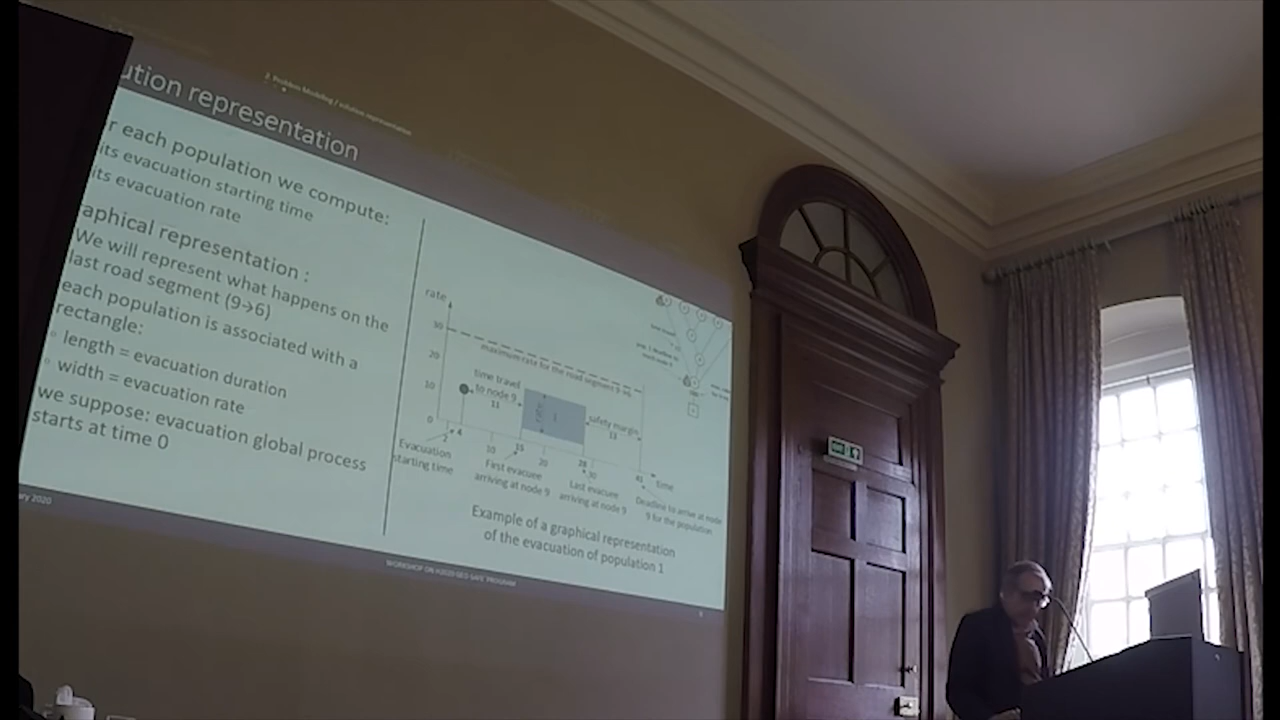 2. Problem Modelling / solution representation
ution representation
r each population we compute:
its evacuation starting time
its evacuation rate
aphical representation :
We will represent what happens on the
last road segment (9→6)
each population is associated with a
rectangle:
length = evacuation duration
width = evacuation rate
we suppose: evacuation global process
starts at time 0
rate
30
maximum rate for the road segment 9→6
20
time travel
to node 9
11
10
safety margin
13
0
2
4
10
15
20
28
30
41
time
Evacuation
starting time
First evacuee
arriving at node 9
Last evacuee
arriving at node 9
Deadline to arrive at node
9 for the population
Example of a graphical representation
of the evacuation of population 1
ary 2020
WORKSHOP ON H2020 GEO-SAFE PROGRAM